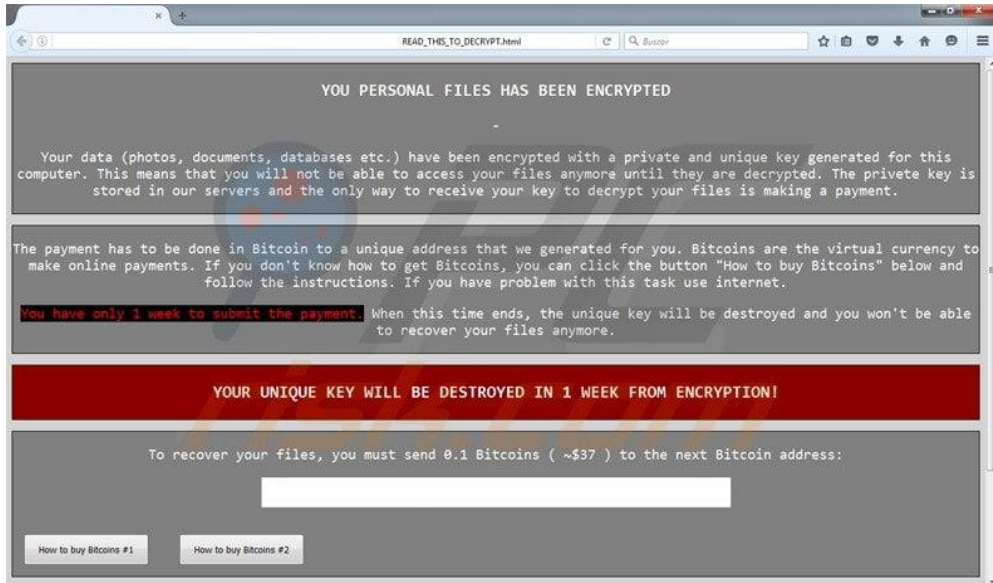 READ_THIS_TO_DECRYPT.html
Buscar
YOU PERSONAL FILES HAS BEEN ENCRYPTED
-
Your data (photos, documents, databases etc.) have been encrypted with a private and unique key generated for this
computer. This means that you will not be able to access your files anymore until they are decrypted. The privete key is
stored in our servers and the only way to receive your key to decrypt your files is making a payment.
The payment has to be done in Bitcoin to a unique address that we generated for you. Bitcoins are the virtual currency to
make online payments. If you don't know how to get Bitcoins, you can click the button "How to buy Bitcoins" below and
follow the instructions. If you have problem with this task use internet.
You have only 1 week to submit the payment. When this time ends, the unique key will be destroyed and you won't be able
to recover your files anymore.
YOUR UNIQUE KEY WILL BE DESTROYED IN 1 WEEK FROM ENCRYPTION!
To recover your files, you must send 0.1 Bitcoins ( ~$37 ) to the next Bitcoin address:
How to buy Bitcoins #1
How to buy Bitcoins #2
PC
risk.com